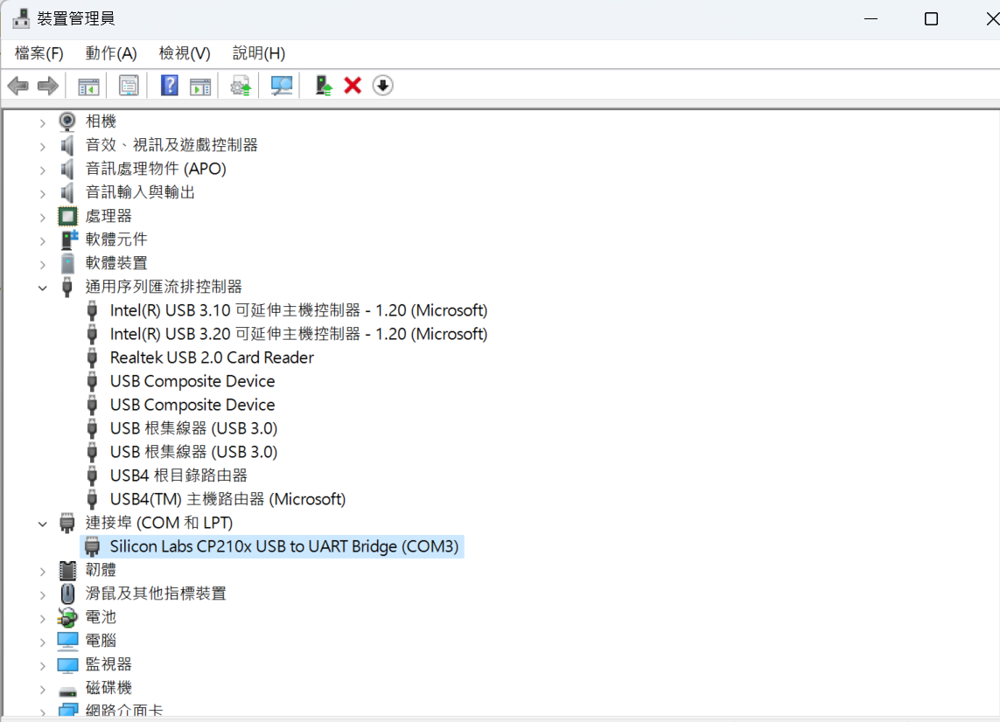 裝置管理員
檔案(F) 動作(A) 檢視(V) 說明(H)
相機
音效、視訊及遊戲控制器
音訊處理物件 (APO)
音訊輸入與輸出
處理器
軟體元件
軟體裝置
通用序列匯流排控制器
Intel(R) USB 3.10 可延伸主機控制器 - 1.20 (Microsoft)
Intel(R) USB 3.20 可延伸主機控制器 - 1.20 (Microsoft)
Realtek USB 2.0 Card Reader
USB Composite Device
USB Composite Device
USB 根集線器 (USB 3.0)
USB 根集線器 (USB 3.0)
USB4 根目錄路由器
USB4(TM) 主機路由器 (Microsoft)
連接埠 (COM 和 LPT)
Silicon Labs CP210x USB to UART Bridge (COM3)
韌體
滑鼠及其他指標裝置
電池
電腦
監視器
磁碟機
網路介面卡